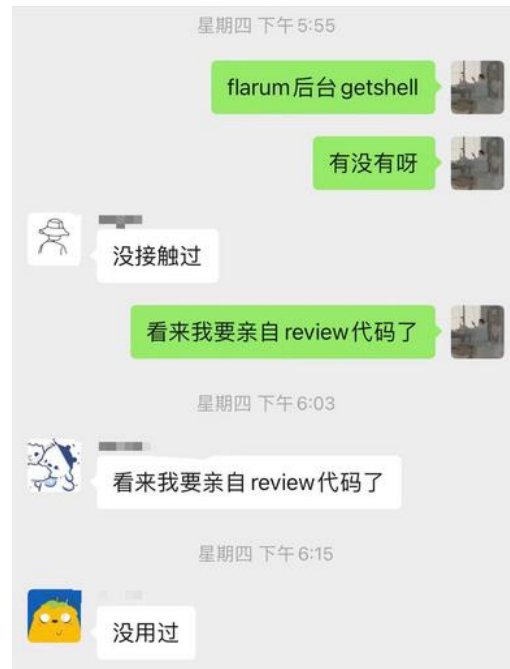 星期四 下午5:55
flarum后台getshell
有没有呀
没接触过
看来我要亲自review代码了
星期四 下午6:03
看来我要亲自review代码了
星期四 下午6:15
没用过